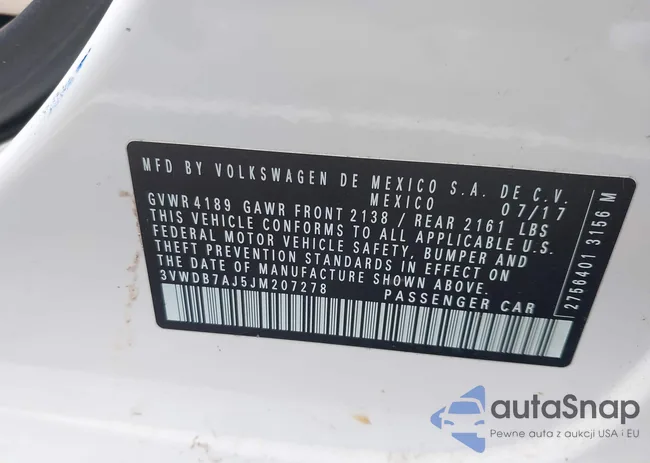 MFD BY VOLKSWAGEN DE MEXICO S.A. DE C.V.
MEXICO 07/17
GVWR 4189 GAWR FRONT 2138 / REAR 2161 LBS
THIS VEHICLE CONFORMS TO ALL APPLICABLE U.S.
FEDERAL MOTOR VEHICLE SAFETY, BUMPER AND
THEFT PREVENTION STANDARDS IN EFFECT ON
THE DATE OF MANUFACTURE SHOWN ABOVE.
3VWDB7AJ5JM207278 PASSENGER CAR
27564013156 M
autaSnap
Pewne auta z aukcji USA i EU